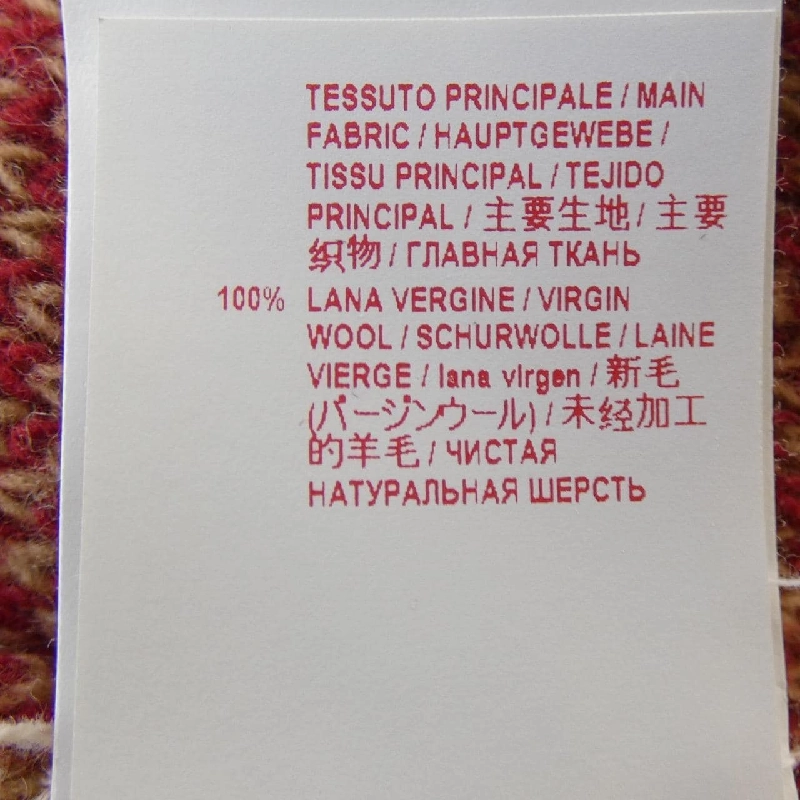 TESSUTO PRINCIPALE / MAIN
FABRIC / HAUPTGEWEBE /
TISSU PRINCIPAL / TEJIDO
PRINCIPAL / 主要生地 / 主要
织物 / ГЛАВНАЯ ТКАНЬ
100% LANA VERGINE / VIRGIN
WOOL / SCHURWOLLE / LAINE
VIERGE / lana virgen / 新毛
(バージンウール) / 未经加工
的羊毛 / ЧИСТАЯ
НАТУРАЛЬНАЯ ШЕРСТЬ